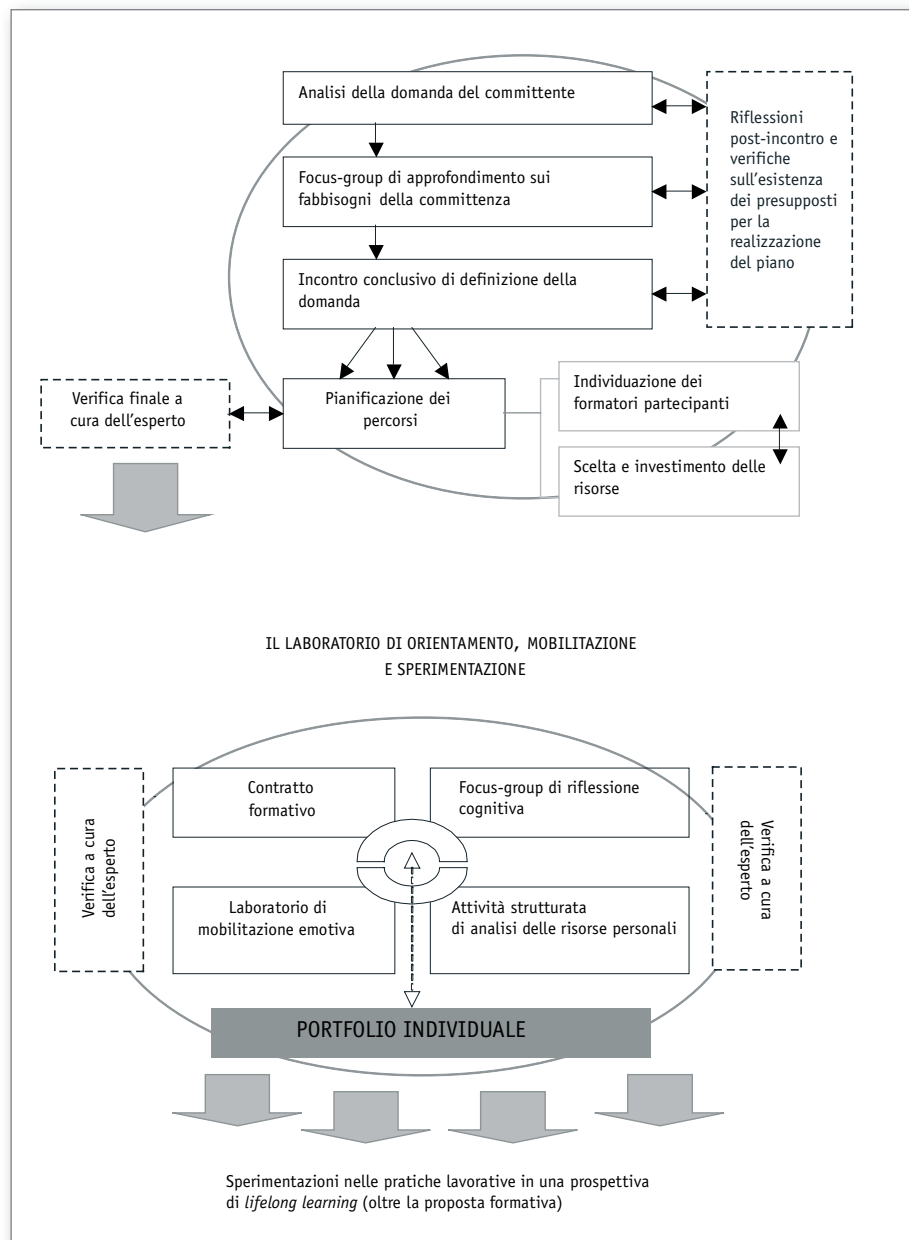 Analisi della domanda del committente
Riflessioni
post-incontro e
verifiche
sull'esistenza
dei presupposti
per la
realizzazione
del piano
Focus-group di approfondimento sui
fabbisogni della committenza
Incontro conclusivo di definizione della
domanda
Verifica finale a
cura dell'esperto
Pianificazione dei
percorsi
Individuazione dei
formatori partecipanti
Scelta e investimento delle
risorse
IL LABORATORIO DI ORIENTAMENTO, MOBILITAZIONE
E SPERIMENTAZIONE
Verifica a cura
dell'esperto
Contratto
formativo
Focus-group di riflessione
cognitiva
Laboratorio di
mobilitazione emotiva
Attività strutturata
di analisi delle risorse personali
Verifica a cura
dell'esperto
PORTFOLIO INDIVIDUALE
Sperimentazioni nelle pratiche lavorative in una prospettiva
di lifelong learning (oltre la proposta formativa)